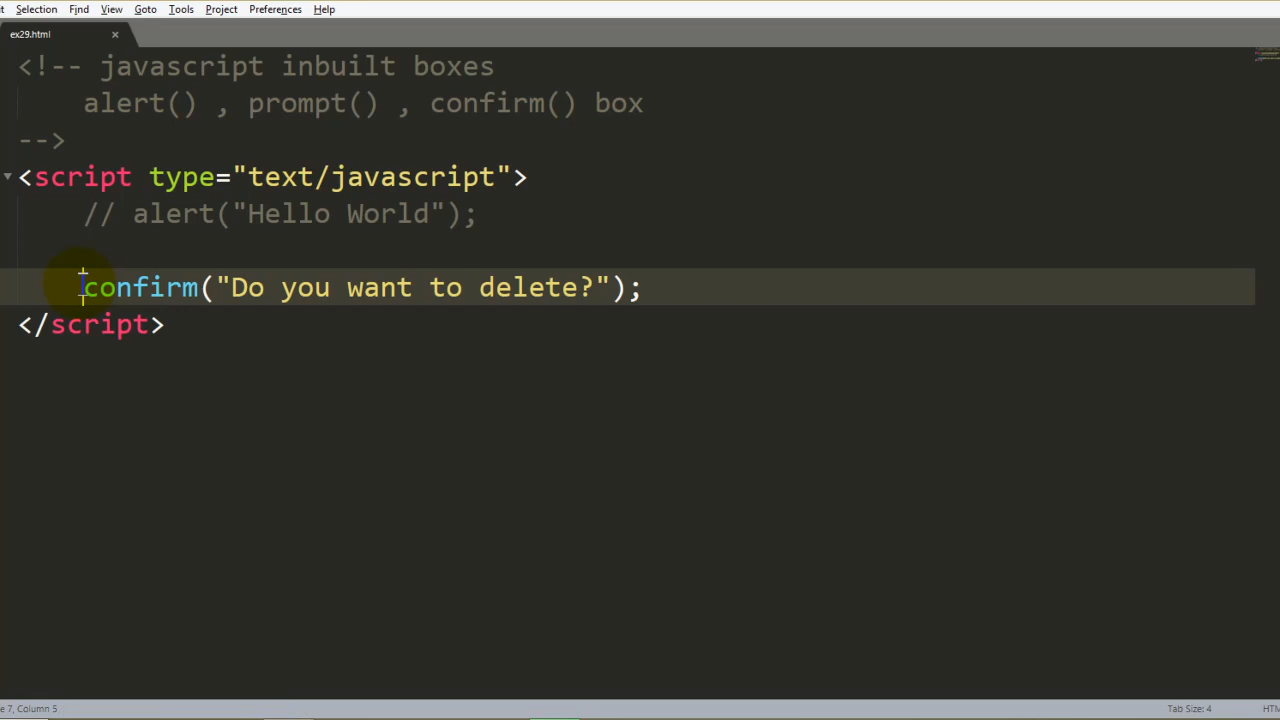 Selection Find View Goto Tools Project Preferences Help
ex29.html ×
<!-- javascript inbuilt boxes
alert() , prompt() , confirm() box
-->
<script type="text/javascript">
// alert("Hello World");
confirm("Do you want to delete?");
</script>
7, Column 5 Tab Size: 4